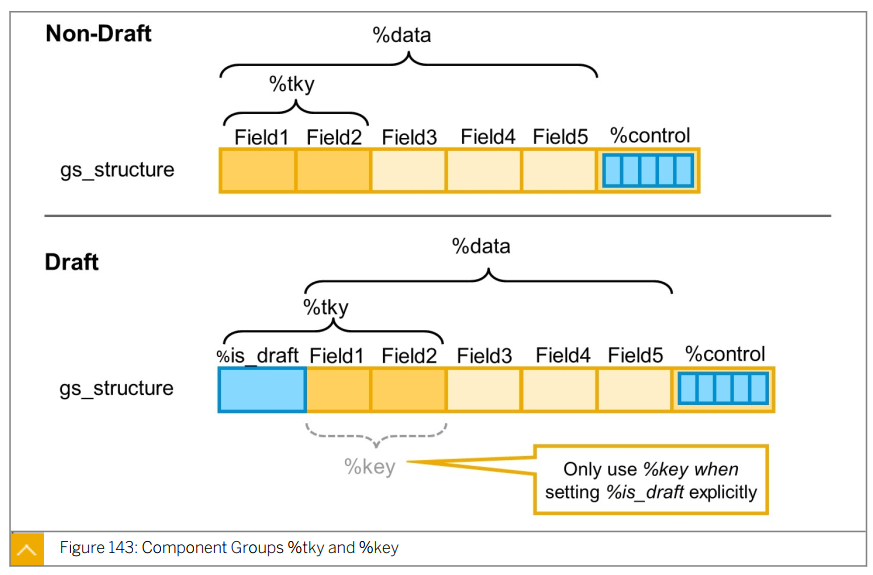 Non-Draft
%data
%tky
Field1 Field2 Field3 Field4 Field5 %control
gs_structure
Draft
%data
%tky
%is_draft Field1 Field2 Field3 Field4 Field5 %control
gs_structure
%key
Only use %key when
setting %is_draft explicitly
Figure 143: Component Groups %tky and %key